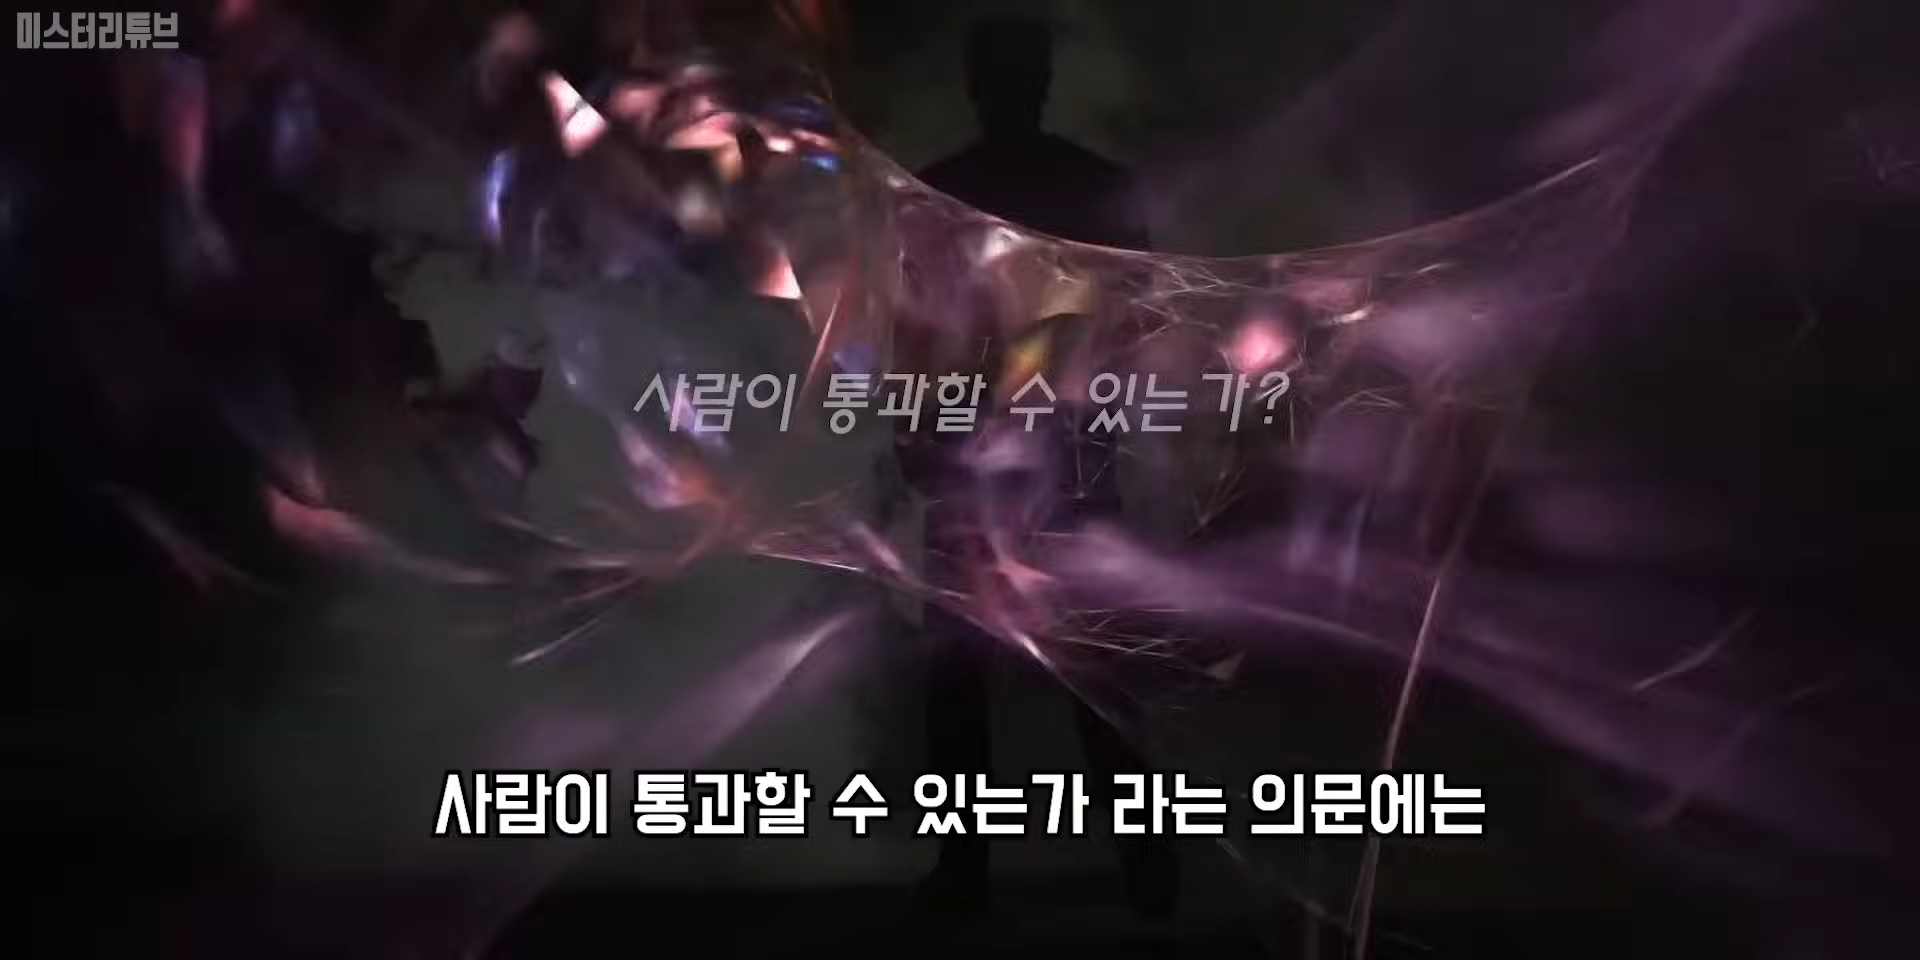 미스터리튜브
사람이 통과할 수 있는가?
사람이 통과할 수 있는가 라는 의문에는